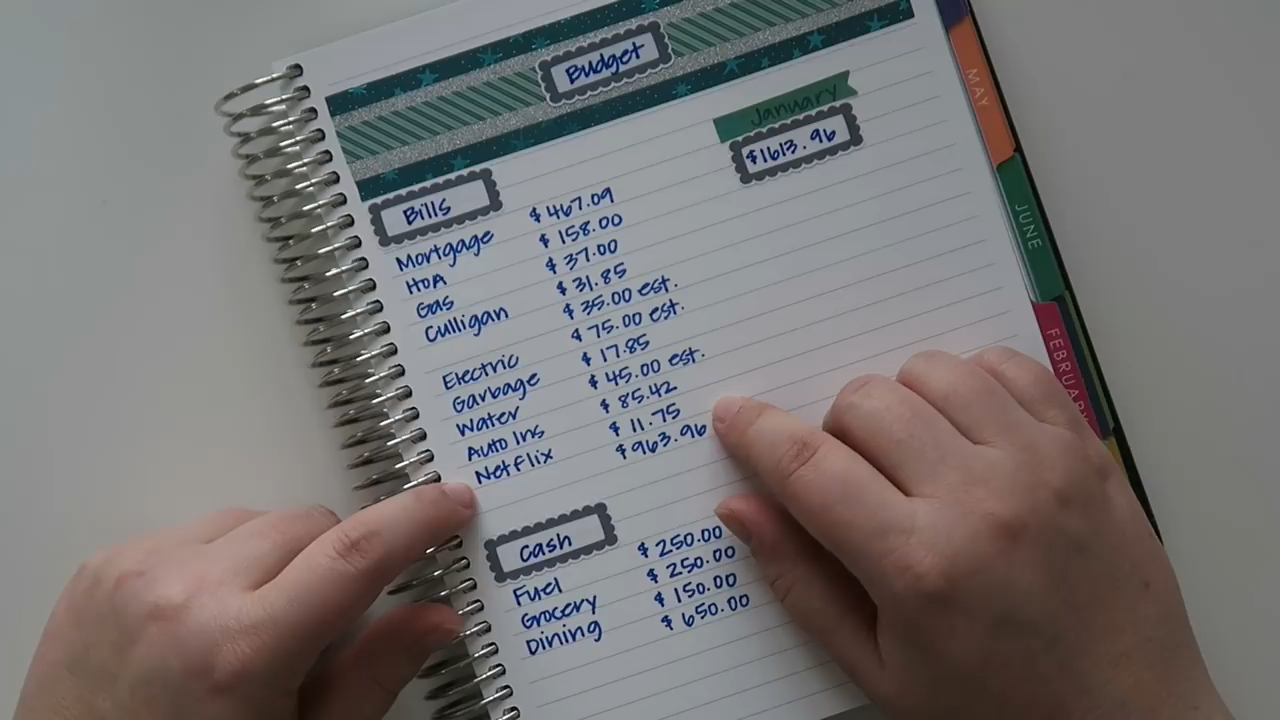 Budget
January
$1613.96
Bills
Mortgage $467.09
HOA $158.00
Gas $37.00
Culligan $31.85
$35.00 est.
Electric $75.00 est.
Garbage $17.85
Water $45.00 est.
Auto Ins $85.42
Netflix $11.75
$963.96
Cash
Fuel $250.00
Grocery $250.00
Dining $150.00
$650.00
MAY
JUNE
FEBRUARY